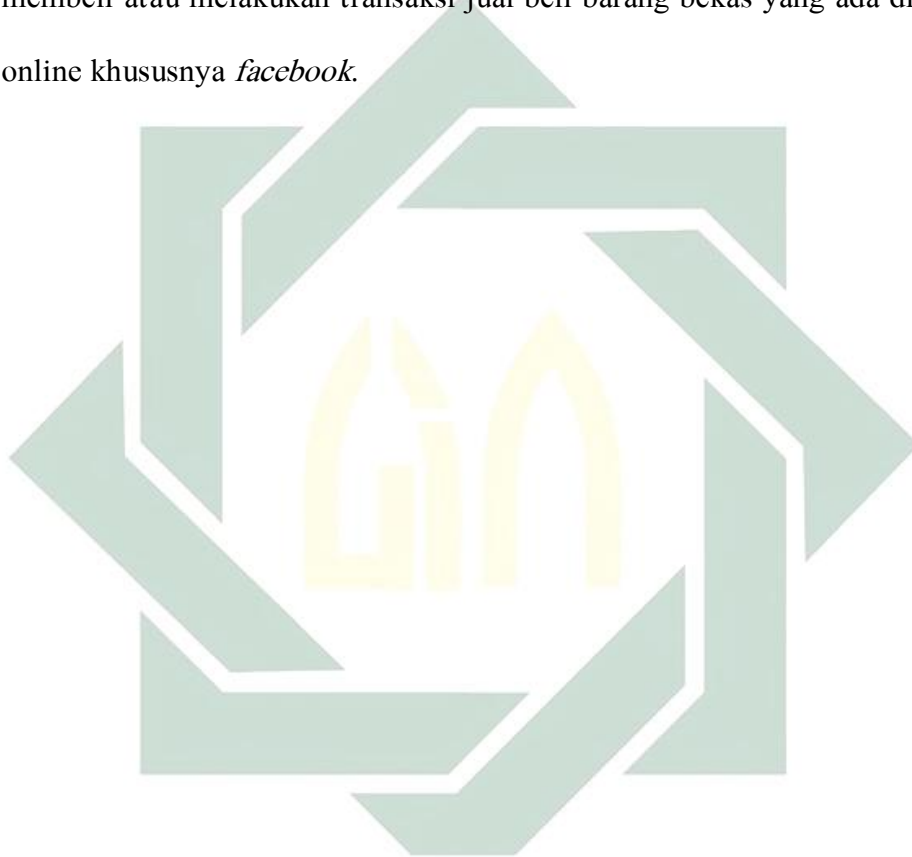 membeli atau melakukan transaksi jual beli barang bekas yang ada di
online khususnya facebook.